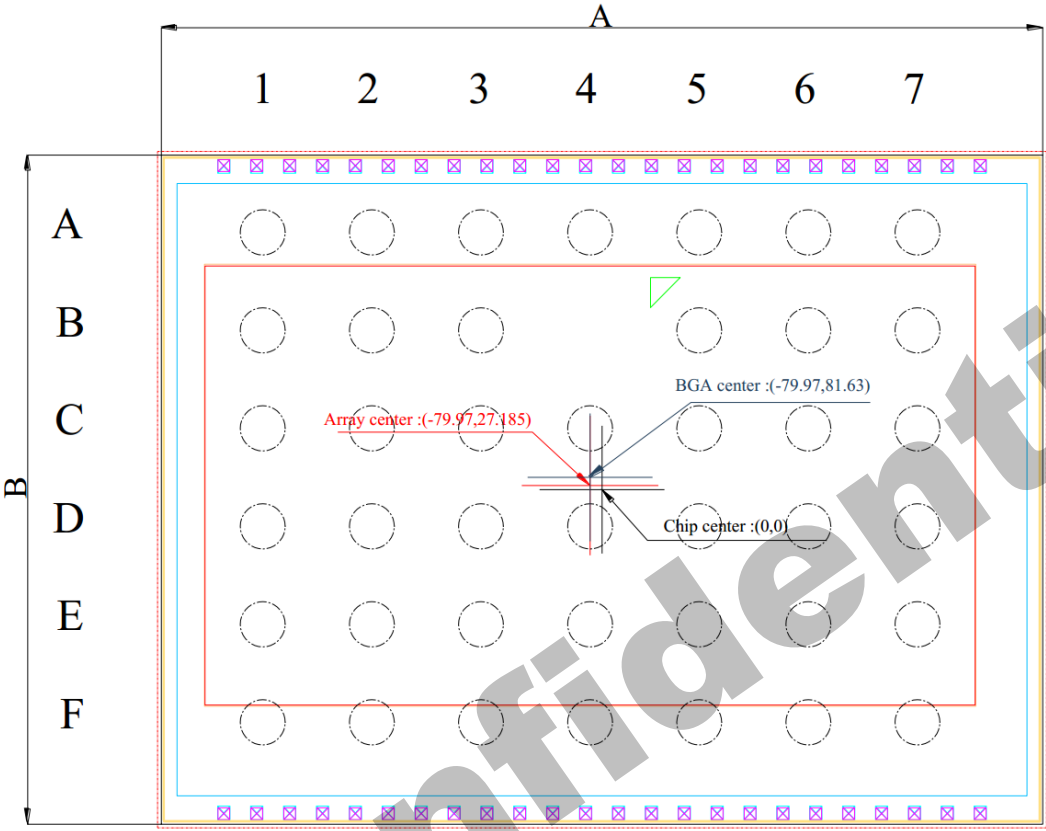 A
1 2 3 4 5 6 7
A
B
BGA center :(-79.97,81.63)
C
Array center :(-79.97,27.185)
B
D
Chip center :(0,0)
E
F
nfidenti